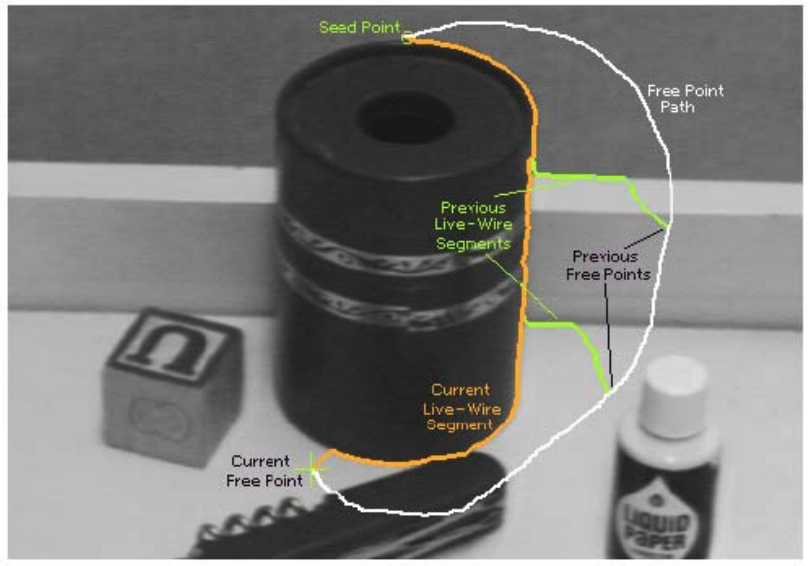 Seed Point
Free Point
Path
Previous
Live-Wire
Segments
Previous
Free Points
Current
Live-Wire
Segment
Current
Free Point
LIQUID
PAPER